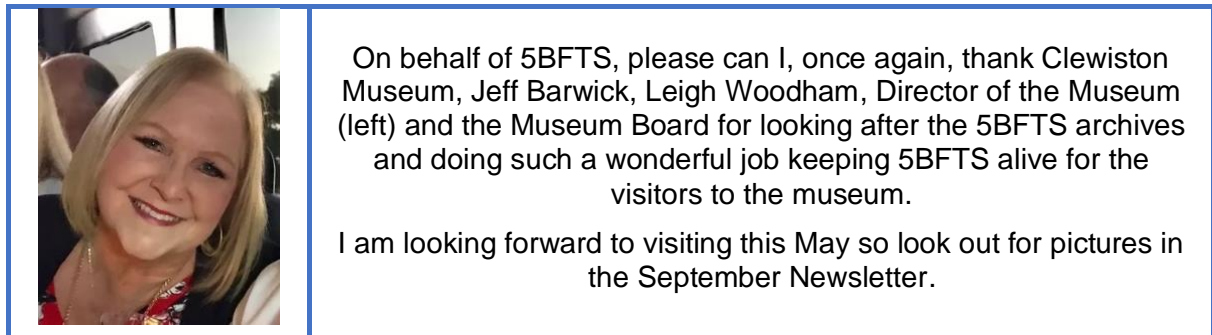 On behalf of 5BFTS, please can I, once again, thank Clewiston
Museum, Jeff Barwick, Leigh Woodham, Director of the Museum
(left) and the Museum Board for looking after the 5BFTS archives
and doing such a wonderful job keeping 5BFTS alive for the
visitors to the museum.
I am looking forward to visiting this May so look out for pictures in
the September Newsletter.